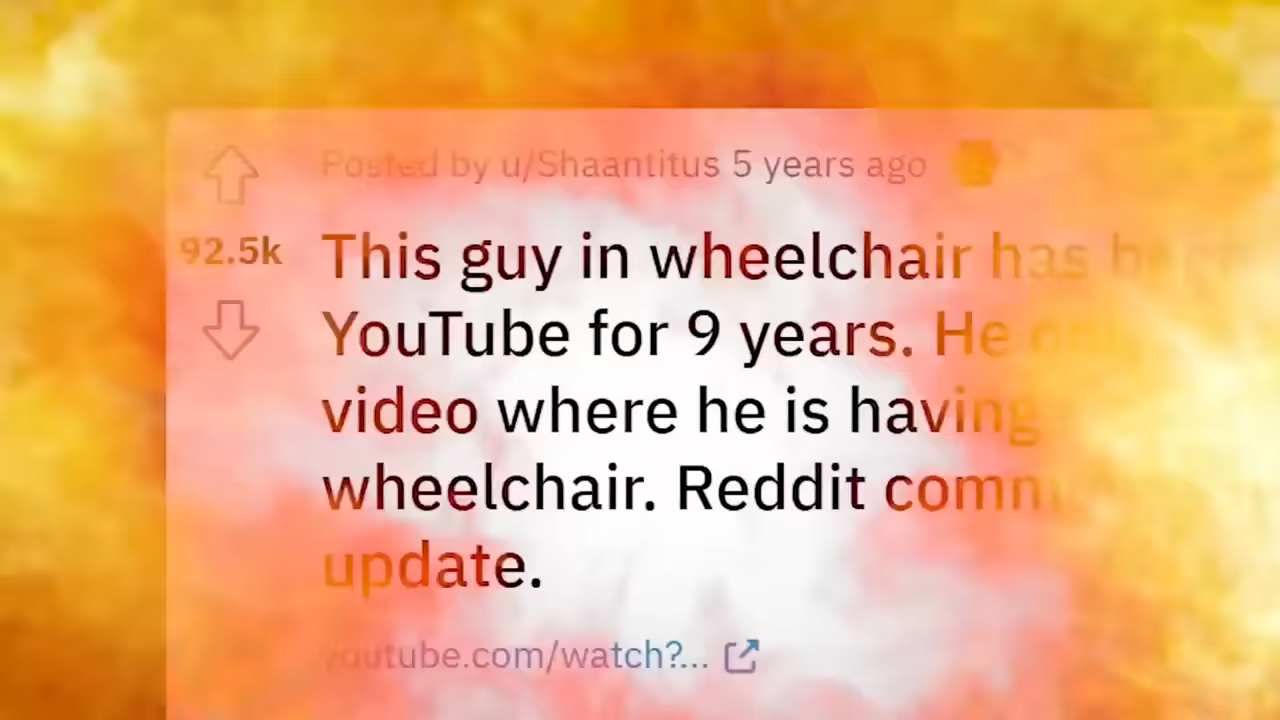 Posted by u/Shaantitus 5 years ago
92.5k
This guy in wheelchair has
YouTube for 9 years. He
video where he is having
wheelchair. Reddit
update.
youtube.com/watch?...